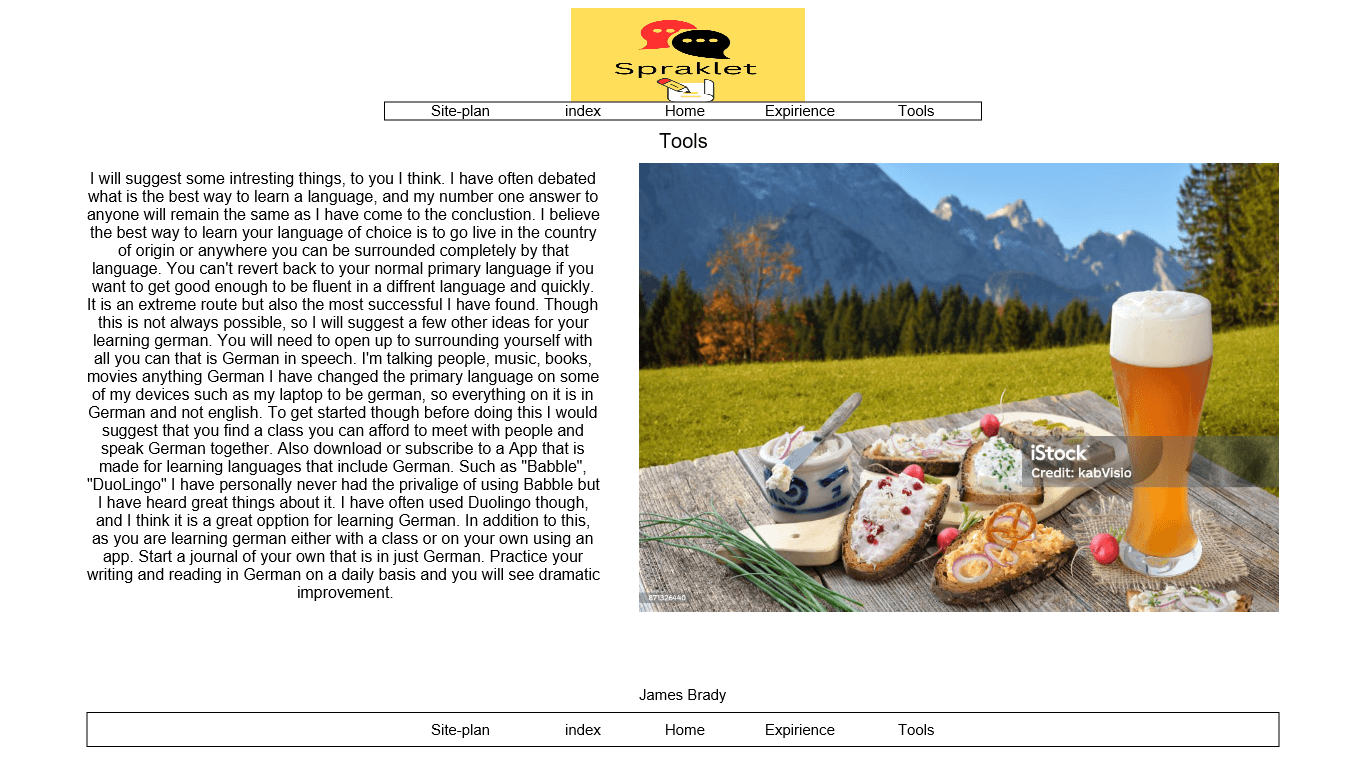 Spraklet
Site-plan index Home Expirience Tools
Tools
I will suggest some intresting things, to you I think. I have often debated
what is the best way to learn a language, and my number one answer to
anyone will remain the same as I have come to the conclustion. I believe
the best way to learn your language of choice is to go live in the country
of origin or anywhere you can be surrounded completely by that
language. You can't revert back to your normal primary language if you
want to get good enough to be fluent in a diffrent language and quickly.
It is an extreme route but also the most successful I have found. Though
this is not always possible, so I will suggest a few other ideas for your
learning german. You will need to open up to surrounding yourself with
all you can that is German in speech. I'm talking people, music, books,
movies anything German I have changed the primary language on some
of my devices such as my laptop to be german, so everything on it is in
German and not english. To get started though before doing this I would
suggest that you find a class you can afford to meet with people and
speak German together. Also download or subscribe to a App that is
made for learning languages that include German. Such as "Babble",
"DuoLingo" I have personally never had the privalige of using Babble but
I have heard great things about it. I have often used Duolingo though,
and I think it is a great opption for learning German. In addition to this,
as you are learning german either with a class or on your own using an
app. Start a journal of your own that is in just German. Practice your
writing and reading in German on a daily basis and you will see dramatic
improvement.
iStock
Credit: kabVisio
871326440
James Brady
Site-plan index Home Expirience Tools